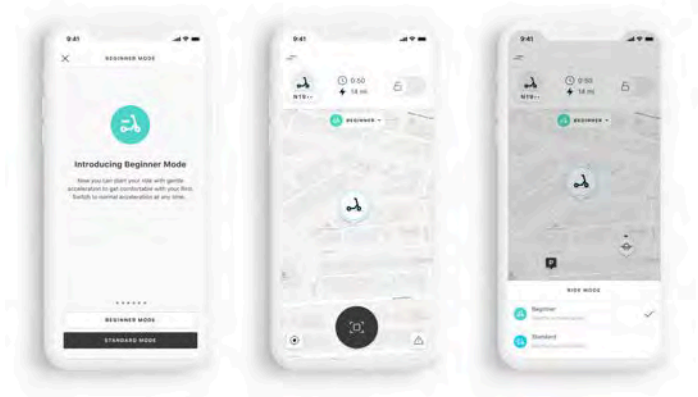 9:41
BEGINNER MODE
Introducing Beginner Mode
Now you can start your ride with gentle
acceleration to get comfortable with your Bird.
Switch to normal acceleration at any time.
BEGINNER MODE
STANDARD MODE
9:41
0:50
14 mi
BEGINNER
9:41
0:50
14 mi
BEGINNER
P
RIDE MODE
Beginner
Standard